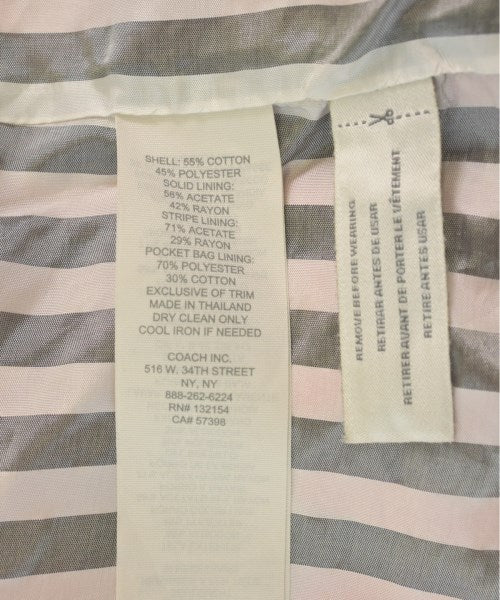 SHELL: 55% COTTON
45% POLYESTER
SOLID LINING:
58% ACETATE
42% RAYON
STRIPE LINING:
71% ACETATE
29% RAYON
POCKET BAG LINING:
70% POLYESTER
30% COTTON
EXCLUSIVE OF TRIM
MADE IN THAILAND
DRY CLEAN ONLY
COOL IRON IF NEEDED
COACH INC.
516 W. 34TH STREET
NY, NY
888-262-6224
RN# 132154
CA# 57398
REMOVE BEFORE WEARING
RETIRAR ANTES DE USAR
RETIRER AVANT DE PORTER LE VÊTEMENT
RETIRE ANTES USAR